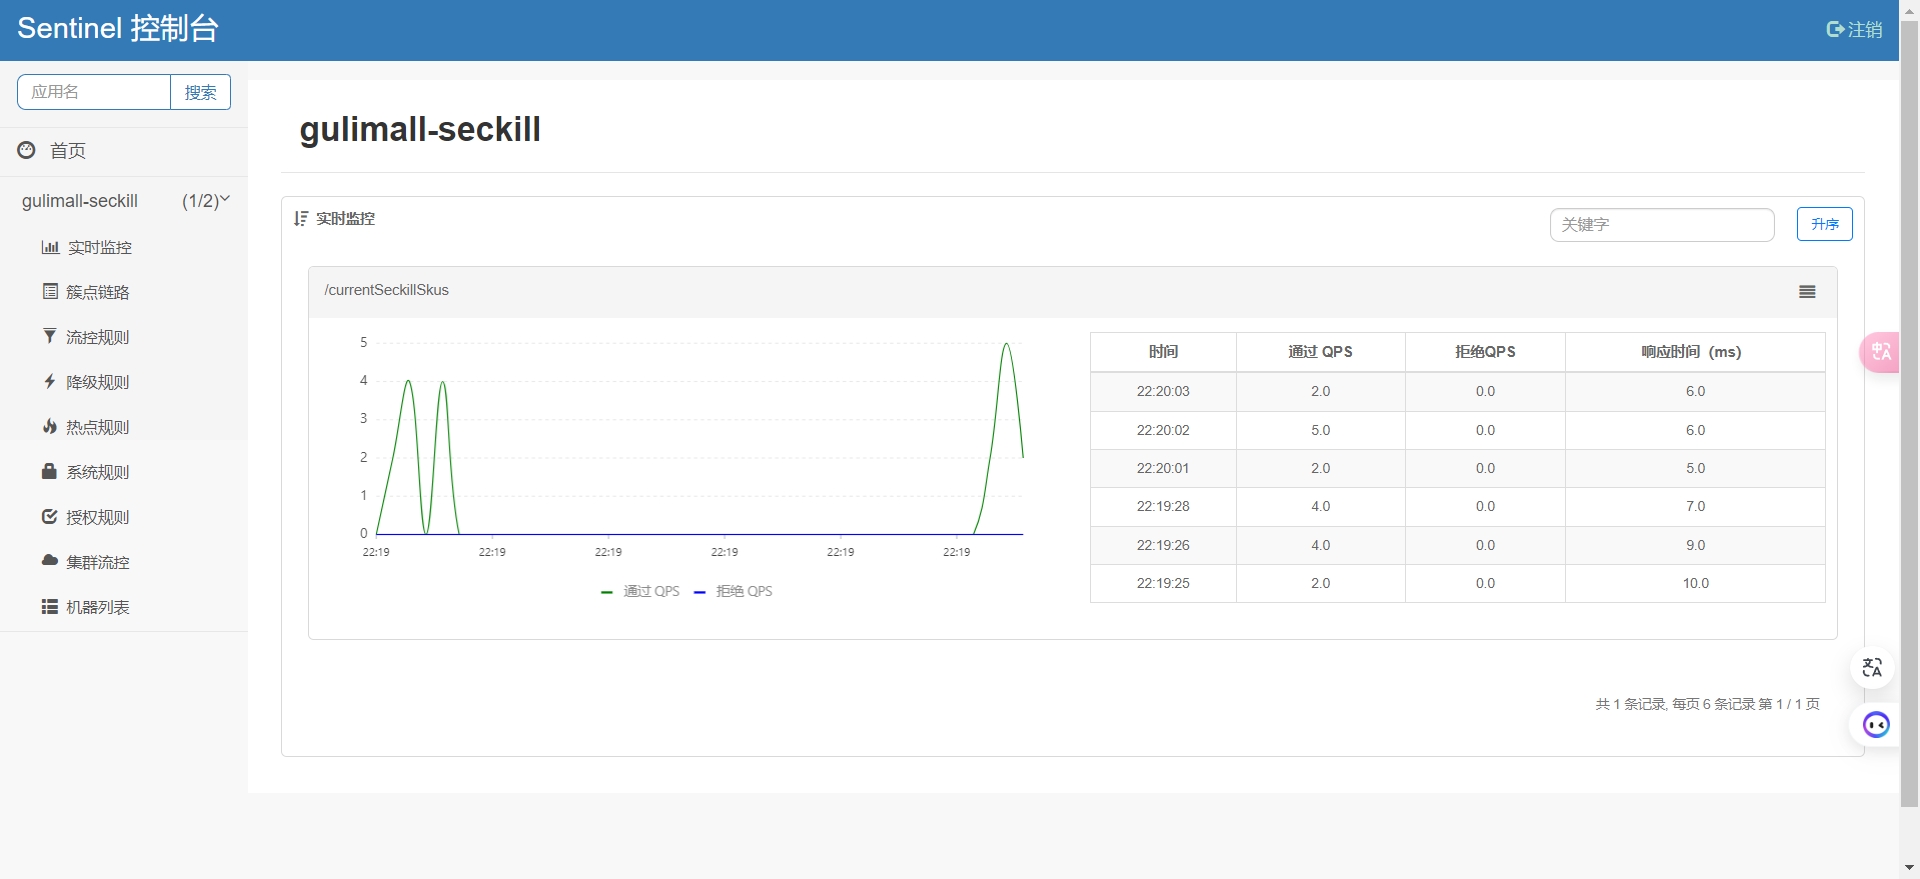 Sentinel 控制台
注销
应用名
搜索
首页
gulimall-seckill (1/2)
实时监控
簇点链路
流控规则
降级规则
热点规则
系统规则
授权规则
集群流控
机器列表
gulimall-seckill
实时监控
关键字
升序
/currentSeckillSkus
5
4
3
2
1
0
22:19 22:19 22:19 22:19 22:19 22:19
通过 QPS 拒绝 QPS
时间 通过 QPS 拒绝QPS 响应时间 (ms)
22:20:03 2.0 0.0 6.0
22:20:02 5.0 0.0 6.0
22:20:01 2.0 0.0 5.0
22:19:28 4.0 0.0 7.0
22:19:26 4.0 0.0 9.0
22:19:25 2.0 0.0 10.0
共 1 条记录, 每页 6 条记录 第 1 / 1 页